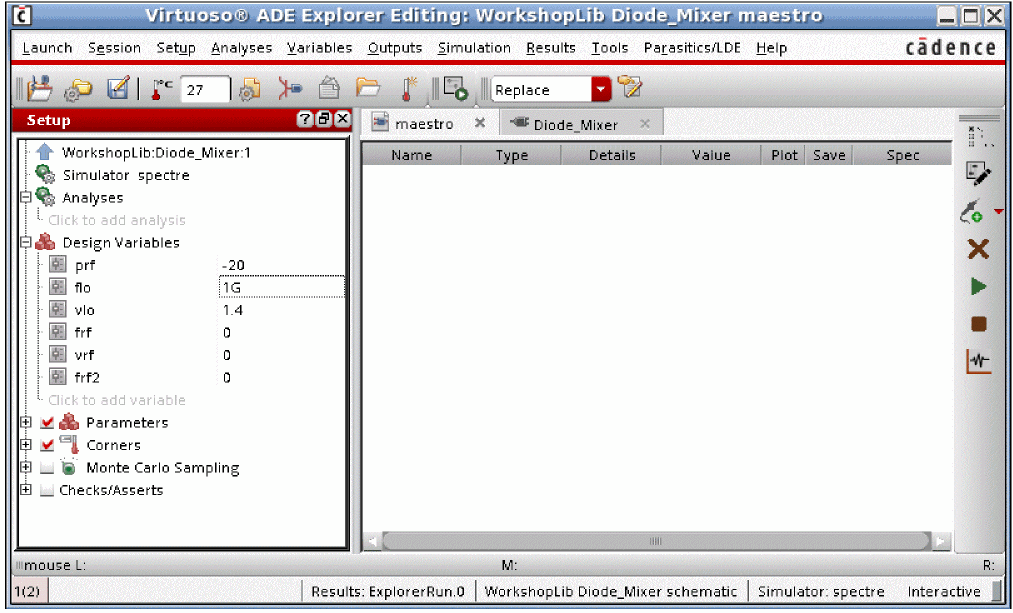 Virtuoso® ADE Explorer Editing: WorkshopLib Diode_Mixer maestro
Launch Session Setup Analyses Variables Outputs Simulation Results Tools Parasitics/LDE Help cādence
°C 27 Replace
Setup
maestro Diode_Mixer
Name Type Details Value Plot Save Spec
WorkshopLib:Diode_Mixer:1
Simulator spectre
Analyses
Click to add analysis
Design Variables
prf -20
flo 1G
vlo 1.4
frf 0
vrf 0
frf2 0
Click to add variable
Parameters
Corners
Monte Carlo Sampling
Checks/Asserts
mouse L: M: R:
1(2) Results: ExplorerRun.0 WorkshopLib Diode_Mixer schematic Simulator: spectre Interactive